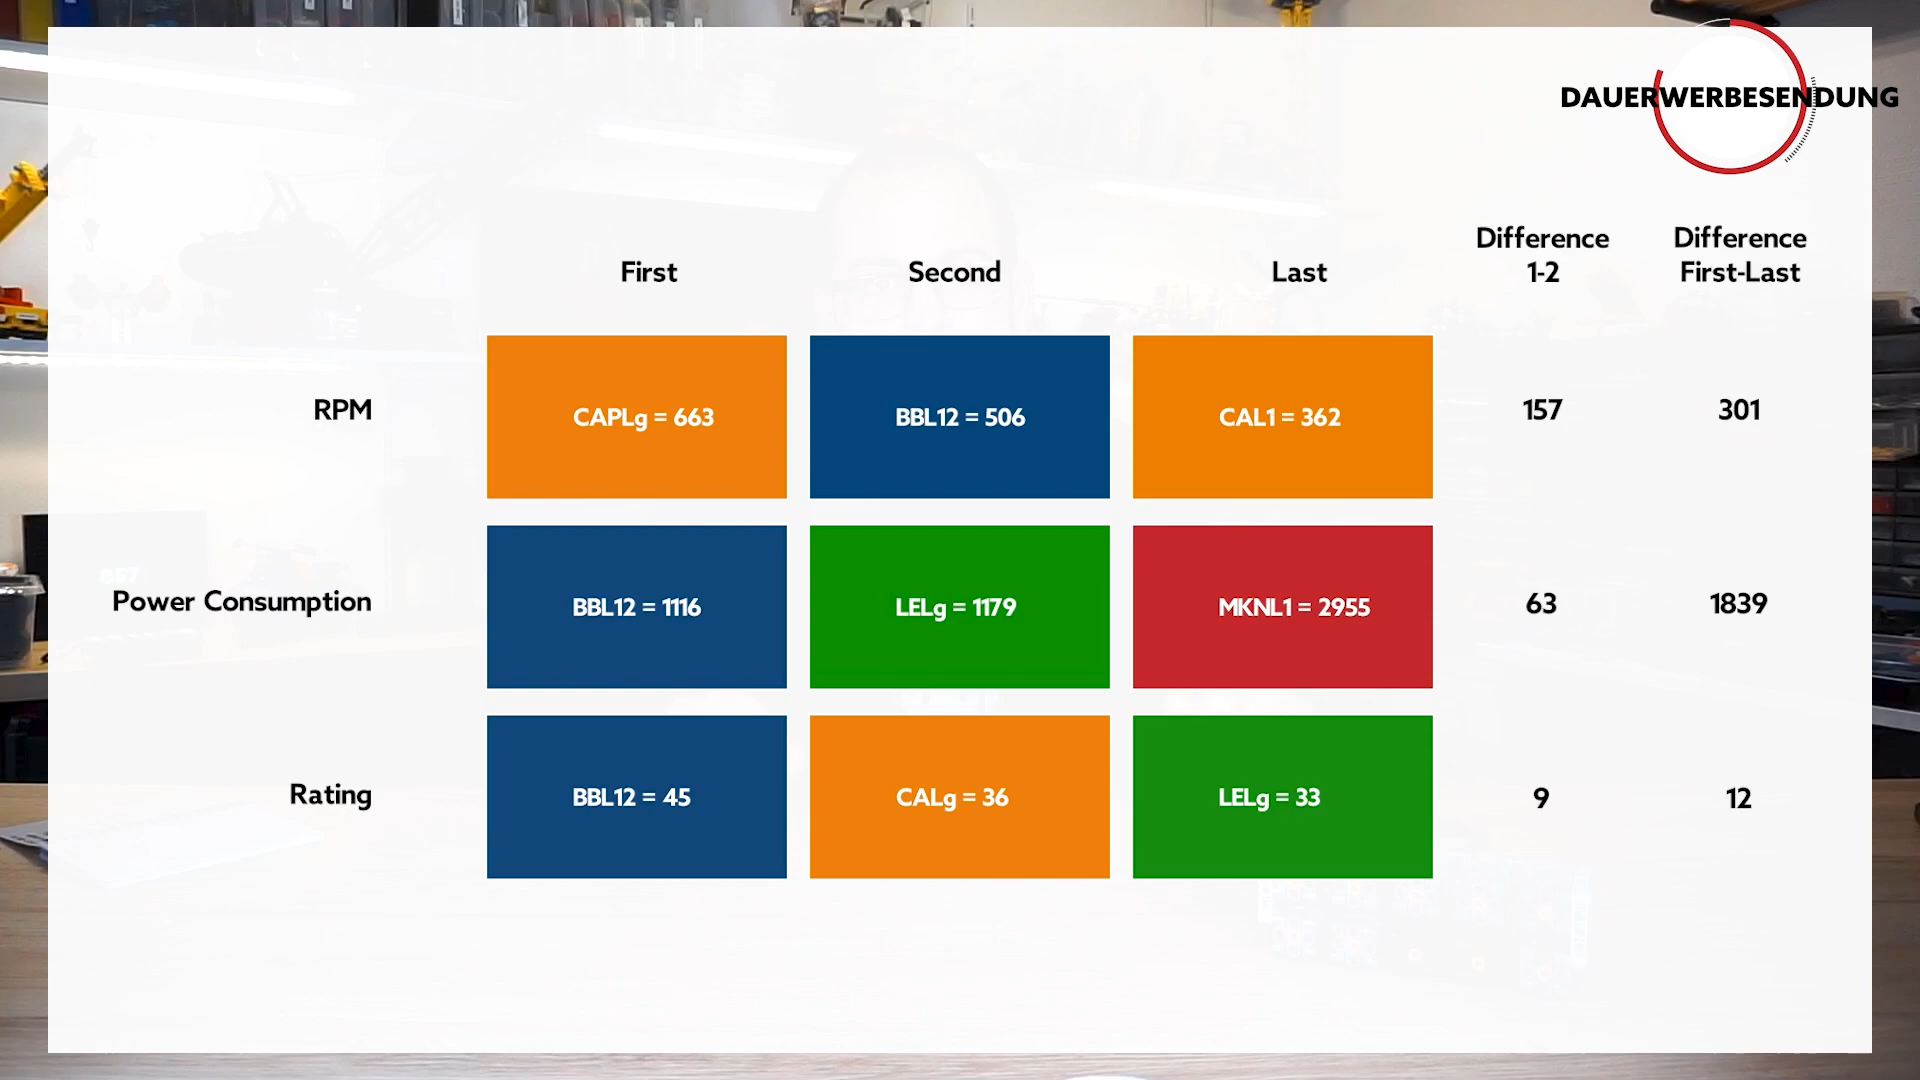 DAUERWERBESENDUNG
First
Second
Last
Difference
1-2
Difference
First-Last
RPM
CAPLg = 663
BBL12 = 506
CAL1 = 362
157
301
Power Consumption
BBL12 = 1116
LELg = 1179
MKNL1 = 2955
63
1839
Rating
BBL12 = 45
CALg = 36
LELg = 33
9
12